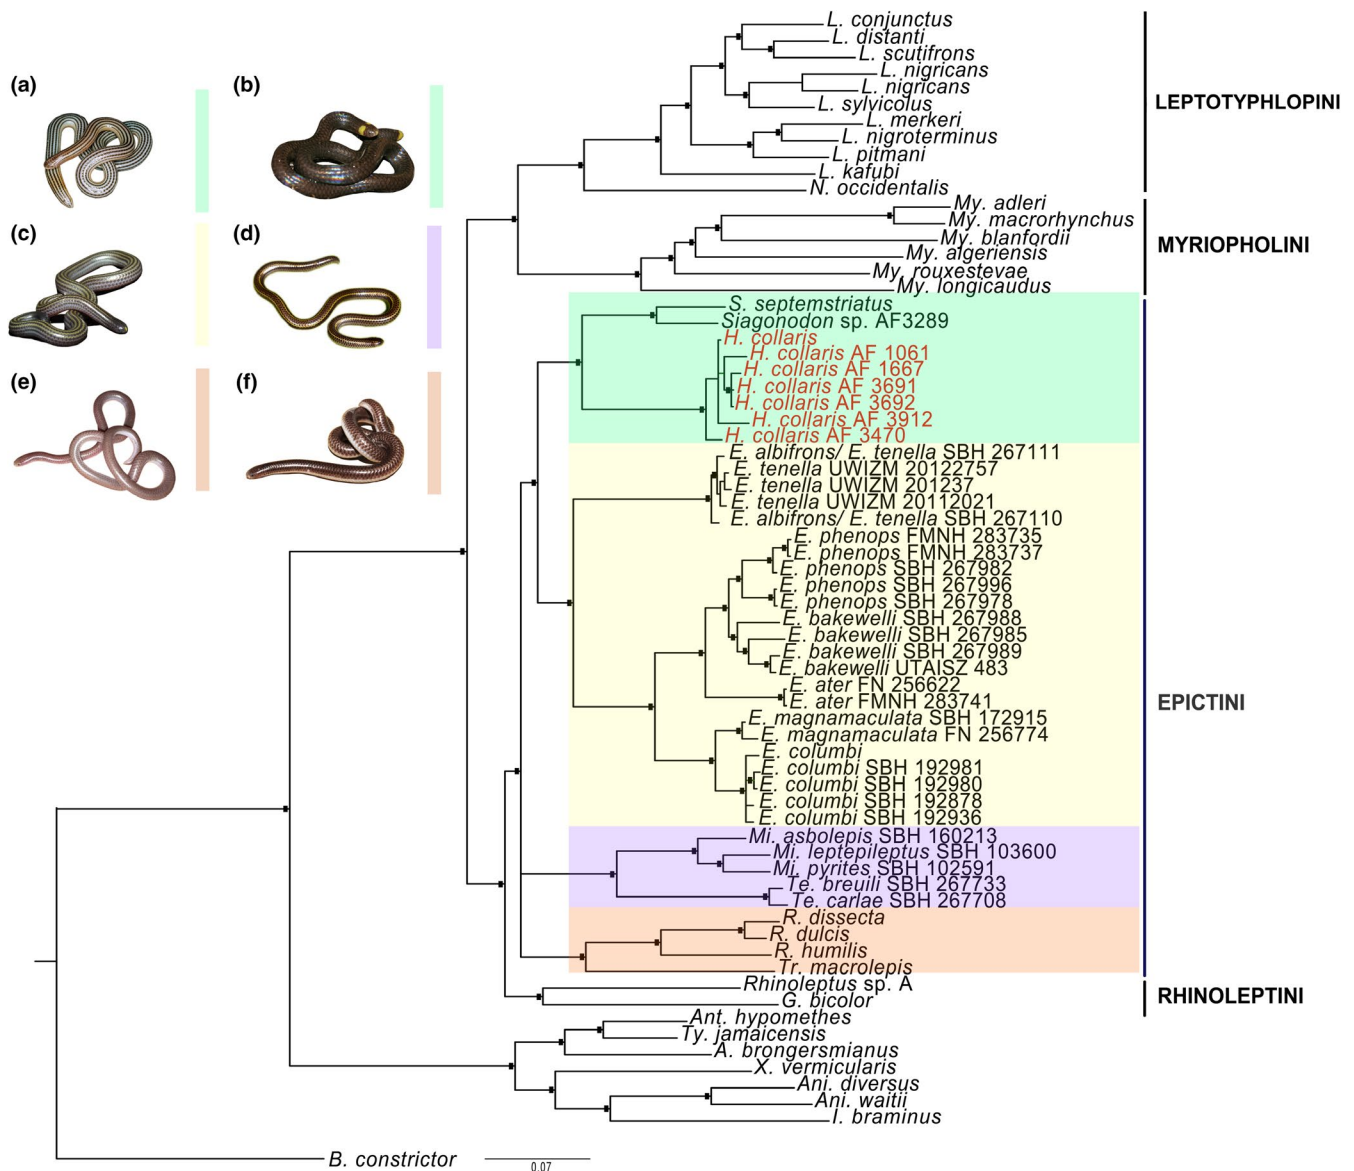 (a)
(b)
(c)
(d)
(e)
(f)
L. conjunctus
L. distanti
L. scutifrons
L. nigricans
L. nigricans
L. sylvicolus
L. merkeri
L. nigroterminus
L. pitmani
L. kafubi
N. occidentalis
LEPTOTYPHLOPINI
My. adleri
My. macrorhynchus
My. blanfordii
My. algeriensis
My. rouxestevae
My. longicaudus
MYRIOPHOLINI
S. septemstriatus
Siagonodon sp. AF3289
H. collaris
H. collaris AF 1061
H. collaris AF 1667
H. collaris AF 3691
H. collaris AF 3692
H. collaris AF 3912
H. collaris AF 3470
E. albifrons/ E. tenella SBH 267111
E. tenella UWIZM 20122757
E. tenella UWIZM 201237
E. tenella UWIZM 20112021
E. albifrons/ E. tenella SBH 267110
E. phenops FMNH 283735
E. phenops FMNH 283737
E. phenops SBH 267982
E. phenops SBH 267996
E. phenops SBH 267978
E. bakewelli SBH 267988
E. bakewelli SBH 267985
E. bakewelli SBH 267989
E. bakewelli UTAISZ 483
E. ater FN 256622
E. ater FMNH 283741
E. magnamaculata SBH 172915
E. magnamaculata FN 256774
E. columbi
E. columbi SBH 192981
E. columbi SBH 192980
E. columbi SBH 192878
E. columbi SBH 192936
Mi. asbolepis SBH 160213
Mi. leptepileptus SBH 103600
Mi. pyrites SBH 102591
Te. breuili SBH 267733
Te. carlae SBH 267708
R. dissecta
R. dulcis
R. humilis
Tr. macrolepis
EPICTINI
Rhinoleptus sp. A
G. bicolor
RHINOLEPTINI
Ant. hypomethes
Ty. jamaicensis
A. brongersmianus
X. vermicularis
Ani. diversus
Ani. waitii
I. braminus
B. constrictor
0.07